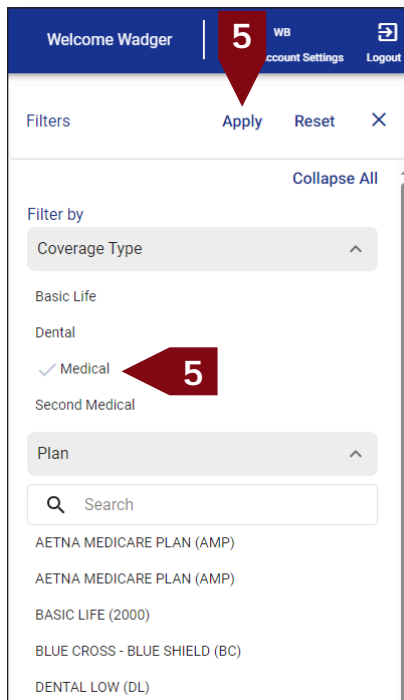 Welcome Wadger
5
WB
ccount Settings
Logout
Filters
Apply
Reset
Collapse All
Filter by
Coverage Type
Basic Life
Dental
Medical
5
Second Medical
Plan
Search
AETNA MEDICARE PLAN (AMP)
AETNA MEDICARE PLAN (AMP)
BASIC LIFE (2000)
BLUE CROSS - BLUE SHIELD (BC)
DENTAL LOW (DL)